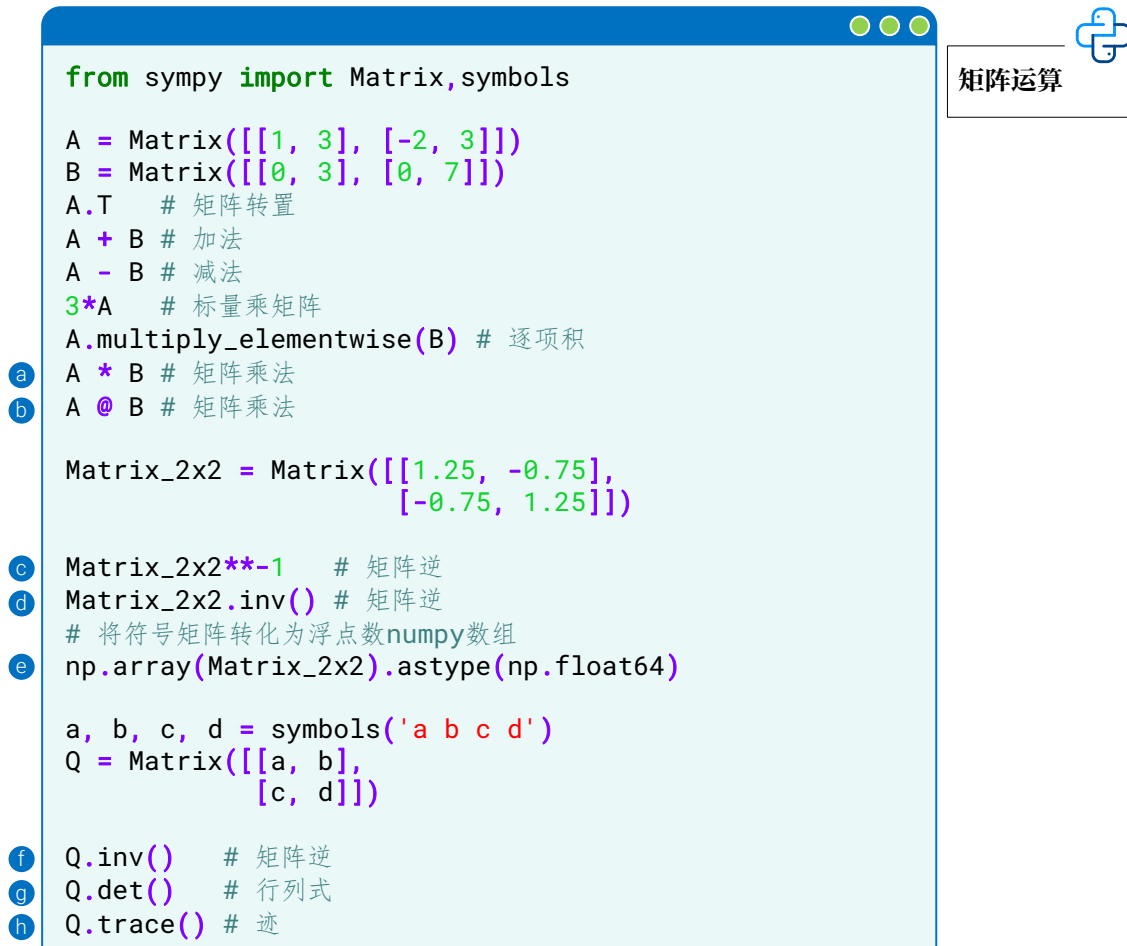 矩阵运算
from sympy import Matrix,symbols
A = Matrix([[1, 3], [-2, 3]])
B = Matrix([[0, 3], [0, 7]])
A.T   # 矩阵转置
A + B # 加法
A - B # 减法
3*A   # 标量乘矩阵
A.multiply_elementwise(B) # 逐项积
a A * B # 矩阵乘法
b A @ B # 矩阵乘法
Matrix_2x2 = Matrix([[1.25, -0.75],
[-0.75, 1.25]])
c Matrix_2x2**-1   # 矩阵逆
d Matrix_2x2.inv() # 矩阵逆
# 将符号矩阵转化为浮点数numpy数组
e np.array(Matrix_2x2).astype(np.float64)
a, b, c, d = symbols('a b c d')
Q = Matrix([[a, b],
[c, d]])
f Q.inv()   # 矩阵逆
g Q.det()   # 行列式
h Q.trace() # 迹